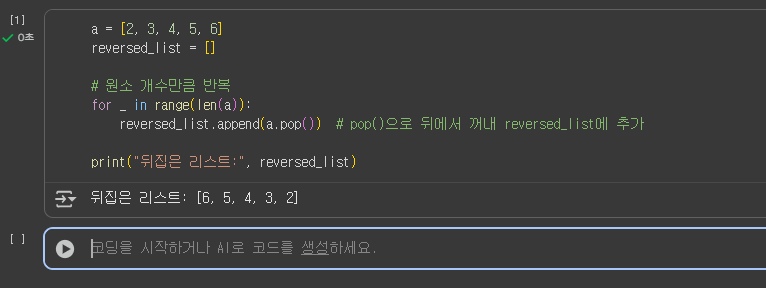 [1]
0초
a = [2, 3, 4, 5, 6]
reversed_list = []
# 원소 개수만큼 반복
for _ in range(len(a)):
    reversed_list.append(a.pop())  # pop()으로 뒤에서 꺼내 reversed_list에 추가
print("뒤집은 리스트:", reversed_list)
뒤집은 리스트: [6, 5, 4, 3, 2]
[ ]
코딩을 시작하거나 AI로 코드를 생성하세요.